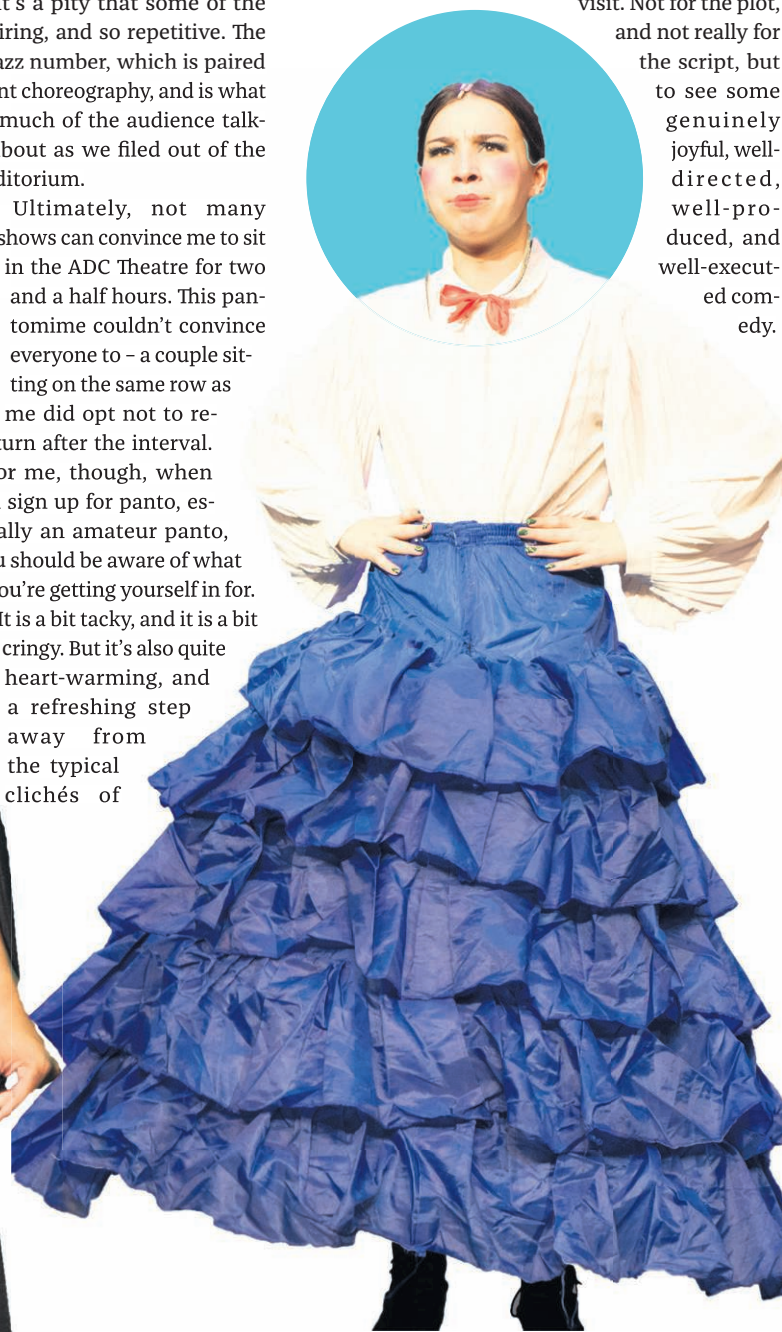 it's a pity that some of the
iring, and so repetitive. The
azz number, which is paired
nt choreography, and is what
much of the audience talk-
bout as we filed out of the
ditorium.
Ultimately, not many
shows can convince me to sit
in the ADC Theatre for two
and a half hours. This pan-
tomime couldn't convince
everyone to – a couple sit-
ting on the same row as
me did opt not to re-
turn after the interval.
or me, though, when
sign up for panto, es-
ally an amateur panto,
u should be aware of what
ou're getting yourself in for.
It is a bit tacky, and it is a bit
cringy. But it's also quite
heart-warming, and
a refreshing step
away from
the typical
clichés of
visit. Not for the plot,
and not really for
the script, but
to see some
genuinely
joyful, well-
directed,
well-pro-
duced, and
well-execut-
ed com-
edy.